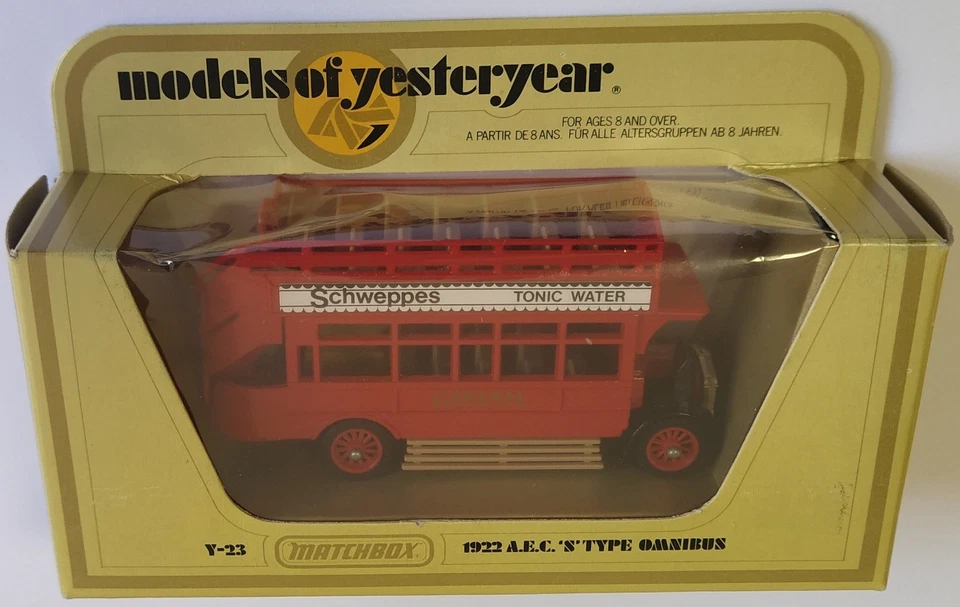 models of yesteryear®
FOR AGES 8 AND OVER.
A PARTIR DE 8 ANS. FÜR ALLE ALTERSGRUPPEN AB 8 JAHREN.
Schweppes TONIC WATER
GENERAL
Y-23 MATCHBOX 1922 A.E.C. 'S' TYPE OMNIBUS